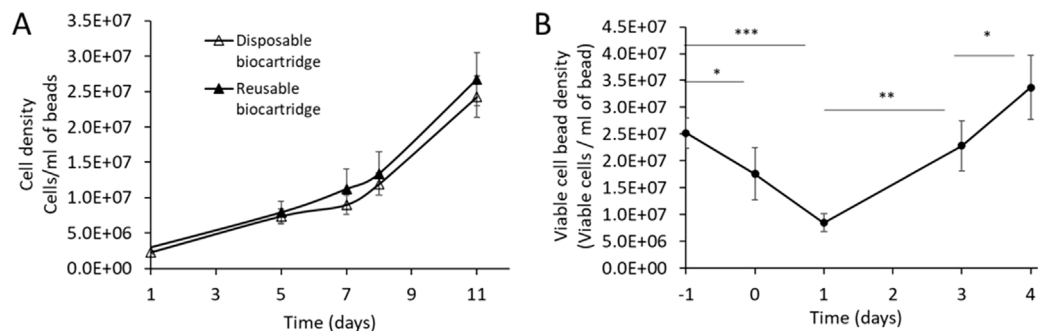 A
3.5E+07
3.0E+07
2.5E+07
2.0E+07
1.5E+07
1.0E+07
5.0E+06
0.0E+00
Cell density
Cells/ml of beads
Disposable
biocartridge
Reusable
biocartridge
1 3 5 7 9 11
Time (days)
B
4.5E+07
4.0E+07
3.5E+07
3.0E+07
2.5E+07
2.0E+07
1.5E+07
1.0E+07
5.0E+06
0.0E+00
Viable cell bead density
(Viable cells / ml of bead)
***
*
**
*
-1 0 1 2 3 4
Time (days)